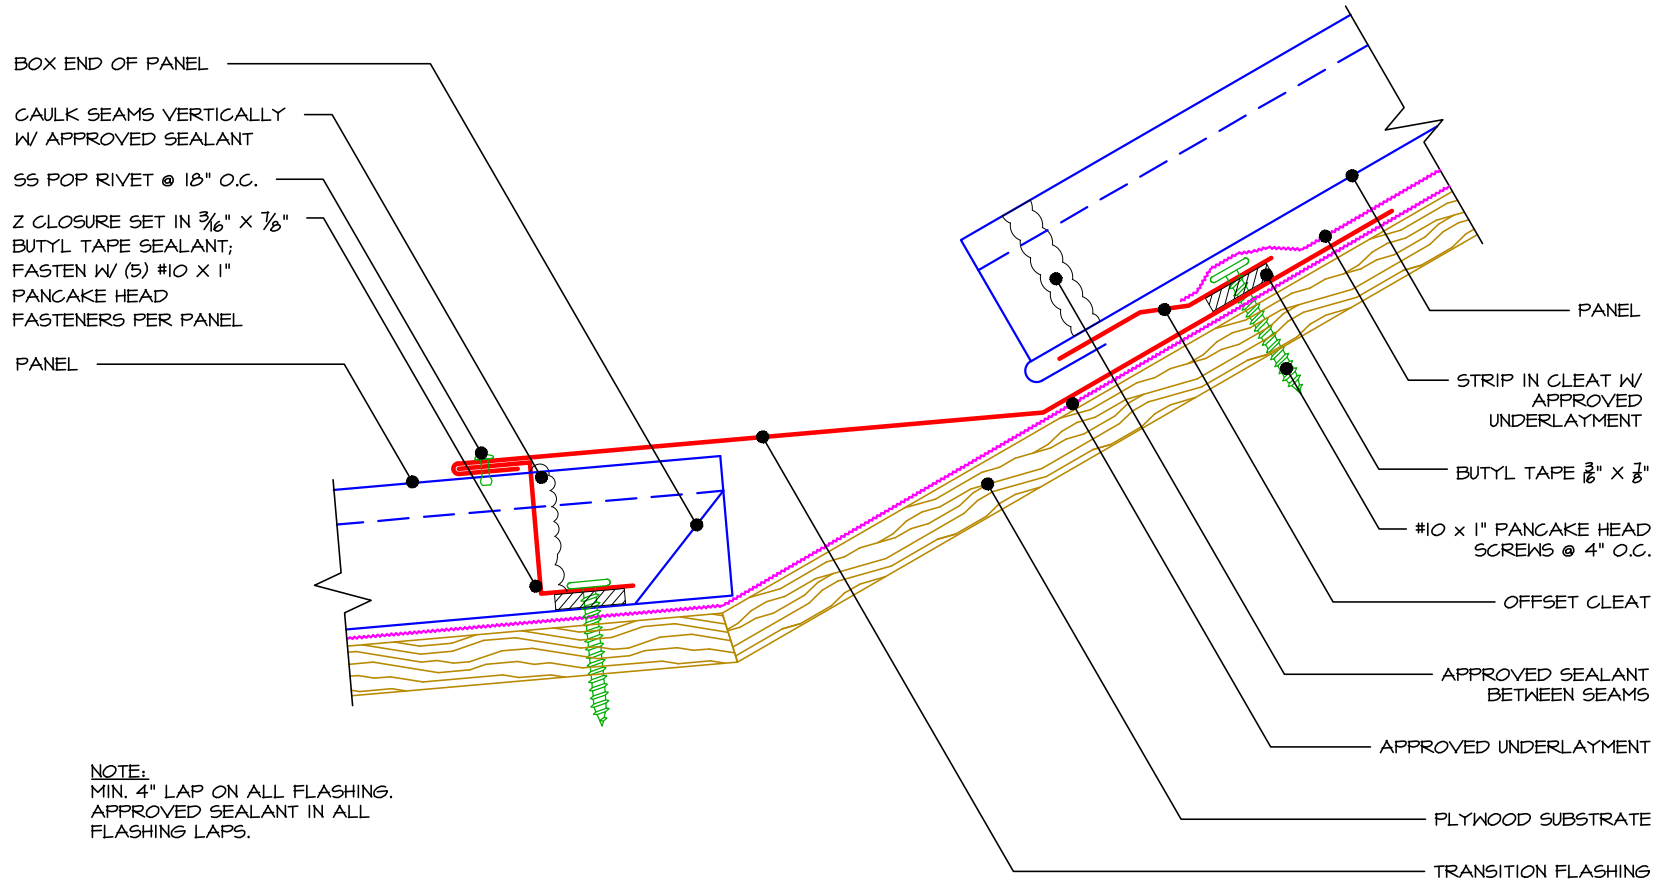 BOX END OF PANEL
CAULK SEAMS VERTICALLY
W/ APPROVED SEALANT
SS POP RIVET @ 18" O.C.
Z CLOSURE SET IN 3/16" X 7/8"
BUTYL TAPE SEALANT;
FASTEN W/ (5) #10 X 1"
PANCAKE HEAD
FASTENERS PER PANEL
PANEL
NOTE:
MIN. 4" LAP ON ALL FLASHING.
APPROVED SEALANT IN ALL
FLASHING LAPS.
PANEL
STRIP IN CLEAT W/
APPROVED
UNDERLAYMENT
BUTYL TAPE 3/16" X 7/8"
#10 x 1" PANCAKE HEAD
SCREWS @ 4" O.C.
OFFSET CLEAT
APPROVED SEALANT
BETWEEN SEAMS
APPROVED UNDERLAYMENT
PLYWOOD SUBSTRATE
TRANSITION FLASHING